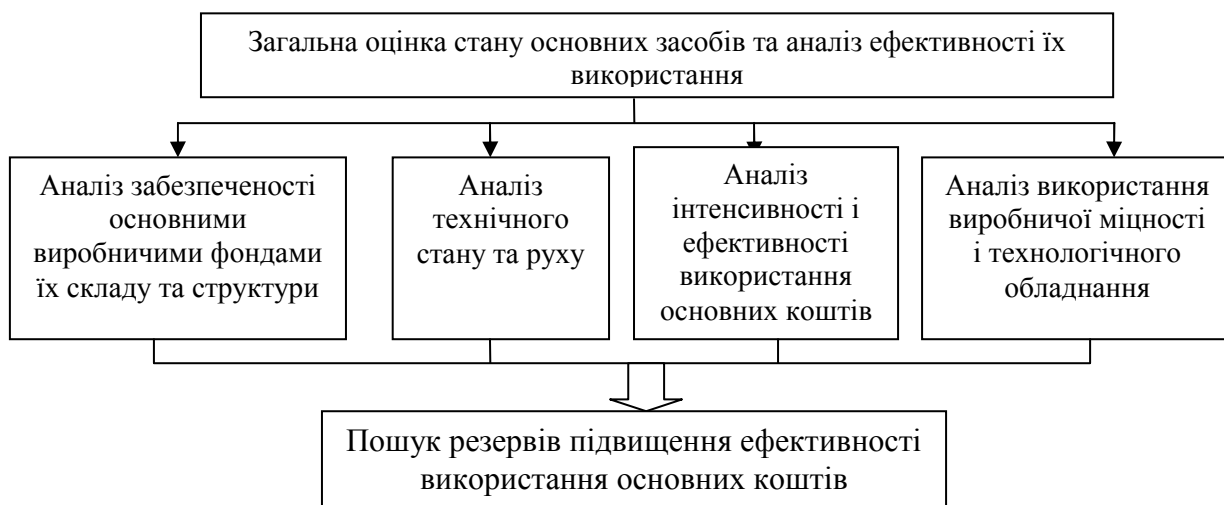 Загальна оцінка стану основних засобів та аналіз ефективності їх
використання
Аналіз забезпеченості
основними
виробничими фондами
їх складу та структури
Аналіз
технічного
стану та руху
Аналіз
інтенсивності і
ефективності
використання
основних коштів
Аналіз використання
виробничої міцності
і технологічного
обладнання
Пошук резервів підвищення ефективності
використання основних коштів